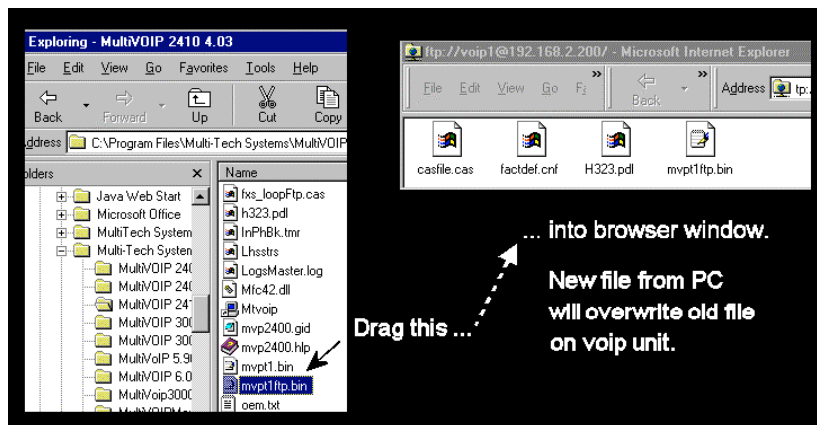 Exploring - MultiVOIP 2410 4.03
File Edit View Go Favorites Tools Help
Back Forward Up Cut Copy
Address C:\Program Files\Multi-Tech Systems\MultiVOIP
olders x Name
Java Web Start
Microsoft Office
MultiTech System
Multi-Tech System
MultiVOIP 240
MultiVOIP 240
MultiVOIP 241
MultiVOIP 300
MultiVOIP 300
MultiVoIP 5.9
MultiVOIP 6.0
MultiVoip3000
fxs_loopFtp.cas
h323.pdl
InPhBk.tmr
Lhsstrs
LogsMaster.log
Mfc42.dll
Mtvoip
mvp2400.gid
mvp2400.hlp
mvpt1.bin
mvpt1ftp.bin
oem.txt
ftp://voip1@192.168.2.200/ - Microsoft Internet Explorer
File Edit View Go Fa » Back » Address tp:
casfile.cas factdef.cnf H323.pdl mvpt1ftp.bin
Drag this ...
... into browser window.
New file from PC
will overwrite old file
on voip unit.